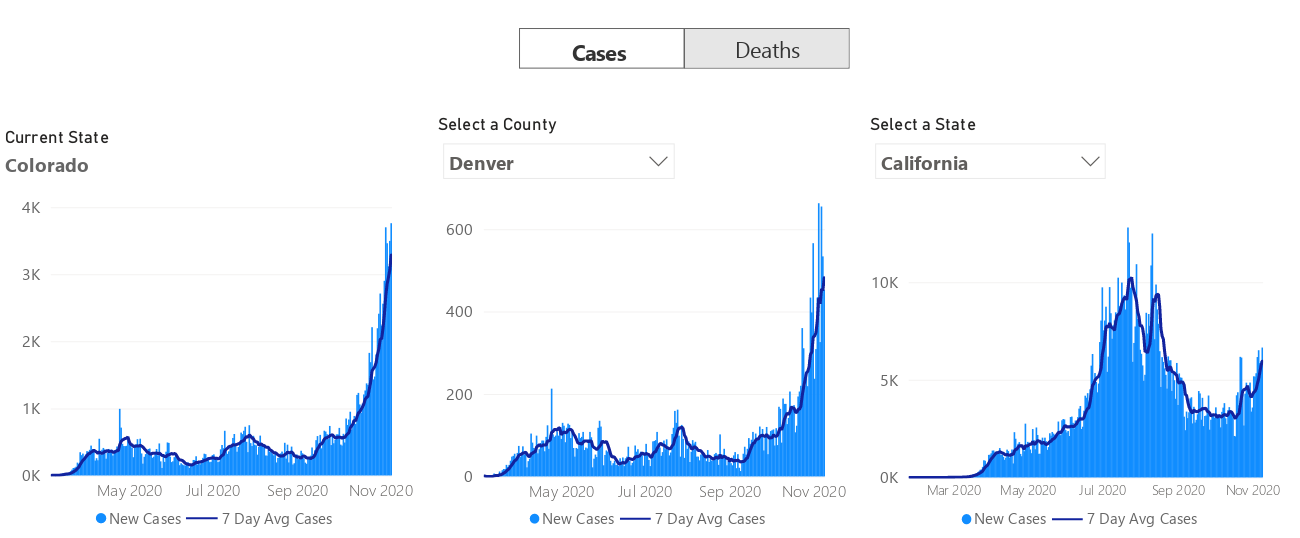 Cases Deaths
Current State
Colorado
4K
3K
2K
1K
0K
May 2020 Jul 2020 Sep 2020 Nov 2020
New Cases 7 Day Avg Cases
Select a County
Denver
600
400
200
0
May 2020 Jul 2020 Sep 2020 Nov 2020
New Cases 7 Day Avg Cases
Select a State
California
10K
5K
0K
Mar 2020 May 2020 Jul 2020 Sep 2020 Nov 2020
New Cases 7 Day Avg Cases